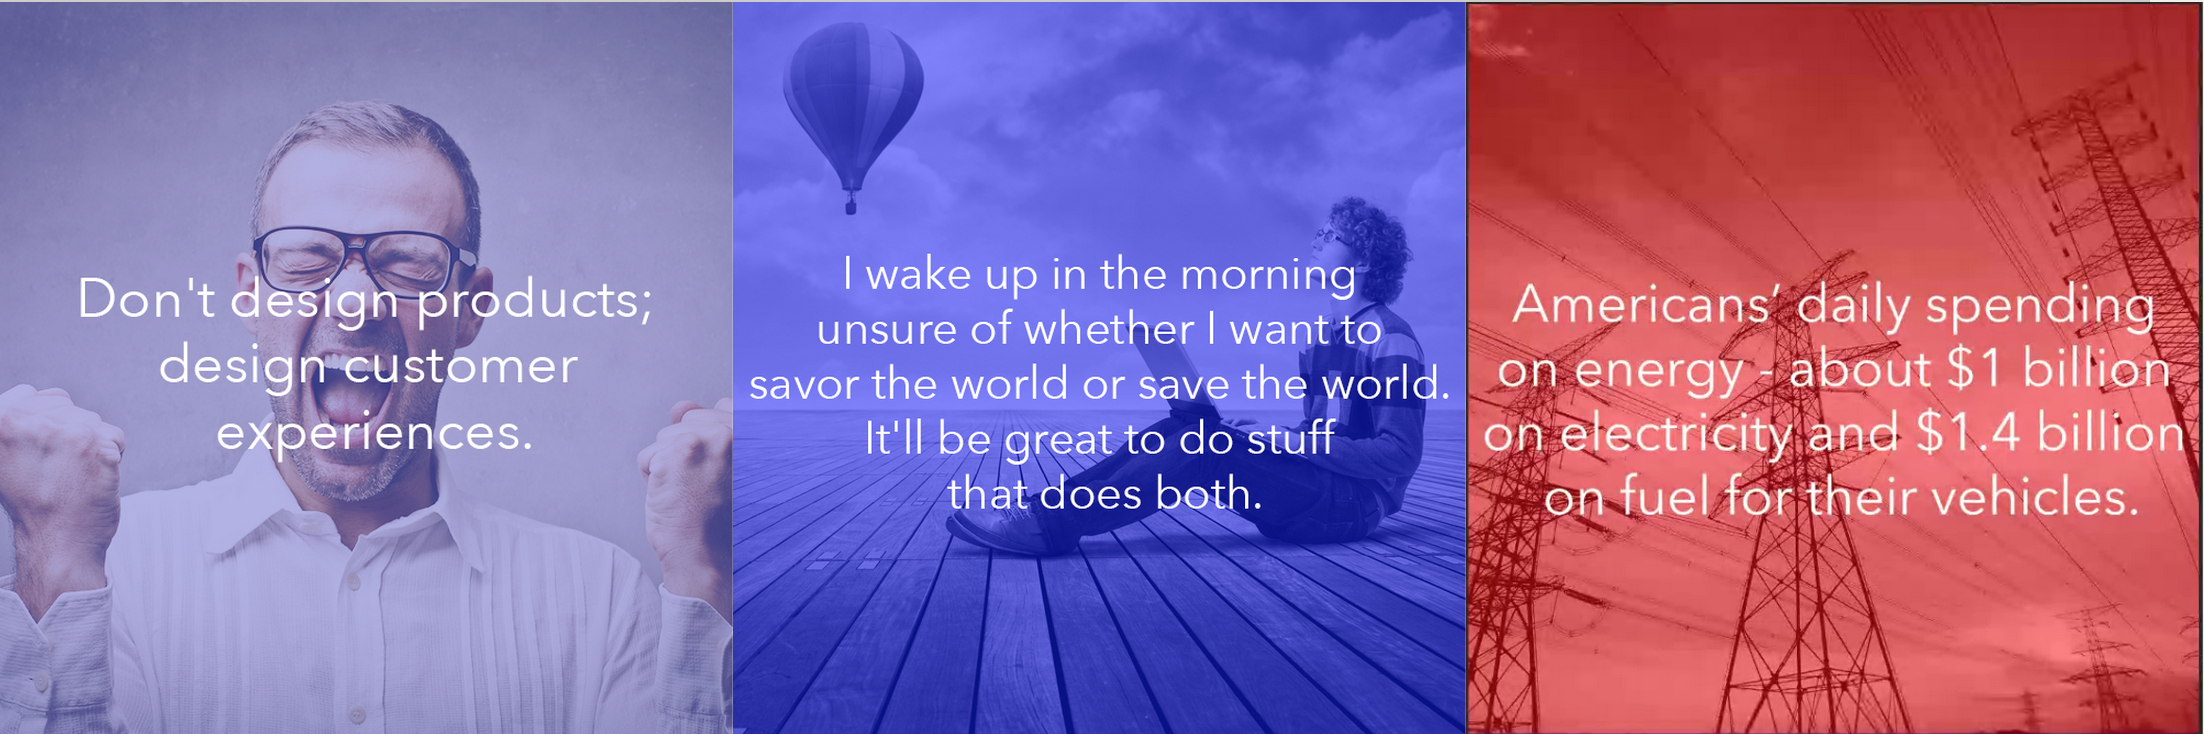 Don't design products;
design customer
experiences.
I wake up in the morning
unsure of whether I want to
savor the world or save the world.
It'll be great to do stuff
that does both.
Americans’ daily spending
on energy - about $1 billion
on electricity and $1.4 billion
on fuel for their vehicles.